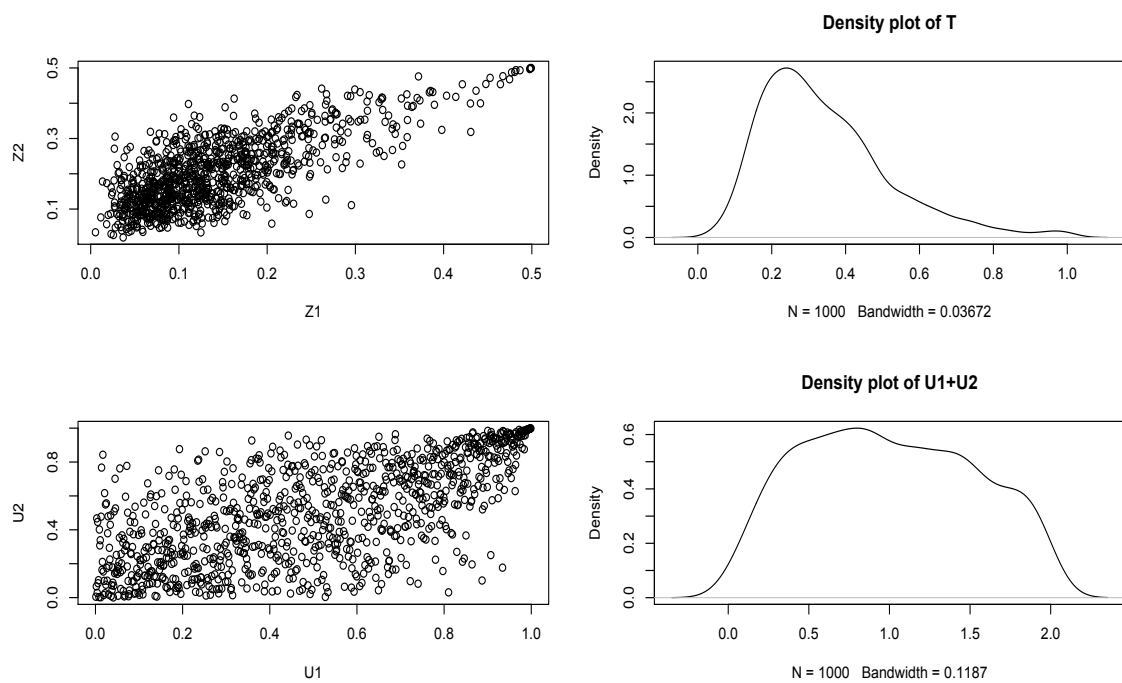 Density plot of T
Z2
0.1 0.3 0.5
0.0 0.1 0.2 0.3 0.4 0.5
Z1
Density
0.0 1.0 2.0
0.0 0.2 0.4 0.6 0.8 1.0
N = 1000 Bandwidth = 0.03672
Density plot of U1+U2
U2
0.0 0.4 0.8
0.0 0.2 0.4 0.6 0.8 1.0
U1
Density
0.0 0.2 0.4 0.6
0.0 0.5 1.0 1.5 2.0
N = 1000 Bandwidth = 0.1187